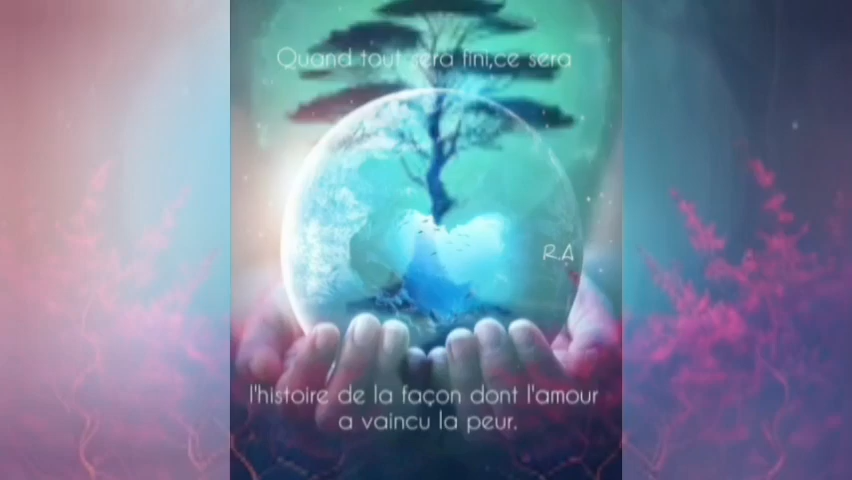 Quand tout sera fini,ce sera
R.A
l'histoire de la façon dont l'amour
a vaincu la peur.